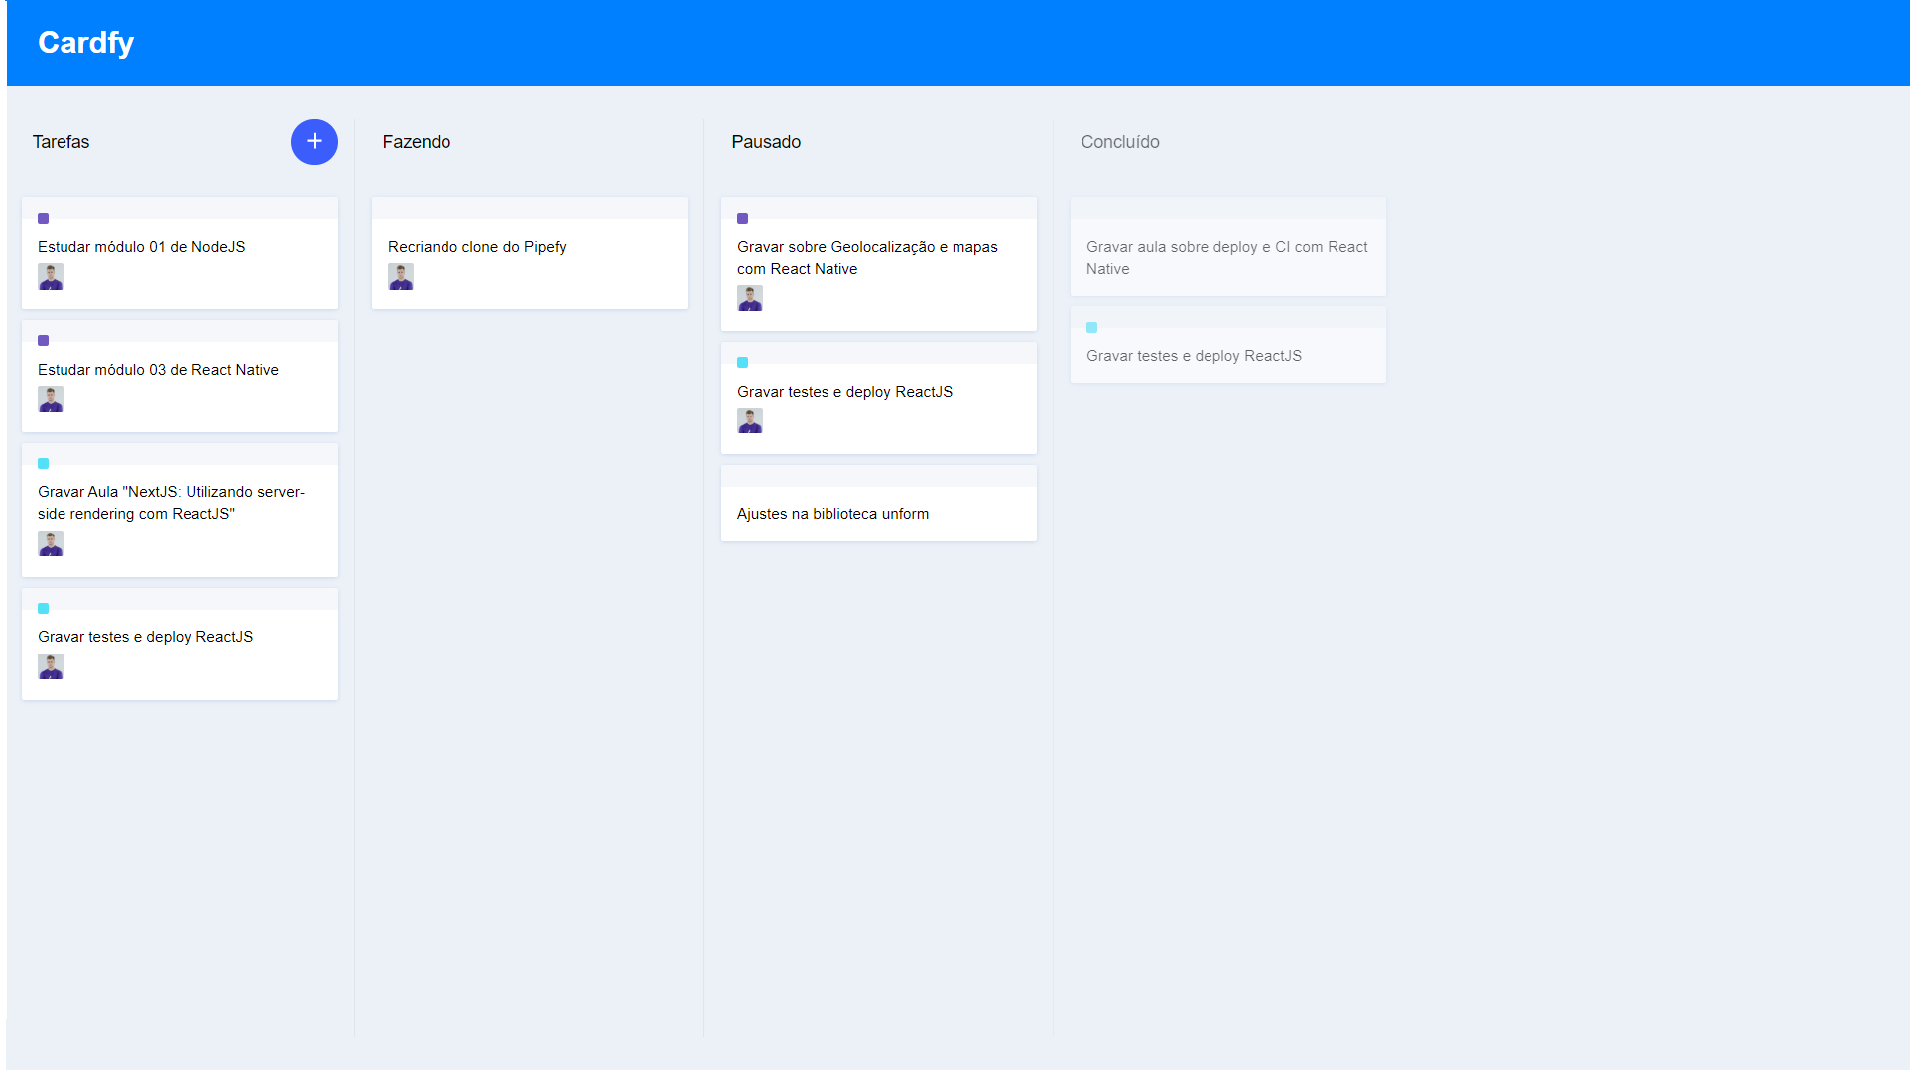 Cardfy
Tarefas
+
Estudar módulo 01 de NodeJS
Estudar módulo 03 de React Native
Gravar Aula "NextJS: Utilizando server-
side rendering com ReactJS"
Gravar testes e deploy ReactJS
Fazendo
Recriando clone do Pipefy
Pausado
Gravar sobre Geolocalização e mapas
com React Native
Gravar testes e deploy ReactJS
Ajustes na biblioteca unform
Concluído
Gravar aula sobre deploy e CI com React
Native
Gravar testes e deploy ReactJS